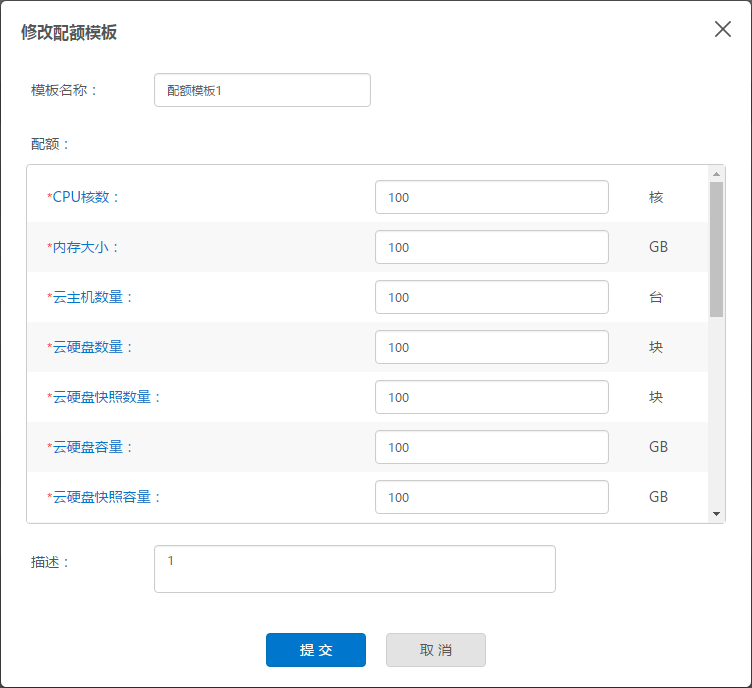 修改配额模板
模板名称： 配额模板1
配额：
*CPU核数： 100 核
*内存大小： 100 GB
*云主机数量： 100 台
*云硬盘数量： 100 块
*云硬盘快照数量： 100 块
*云硬盘容量： 100 GB
*云硬盘快照容量： 100 GB
描述： 1
提 交 取 消